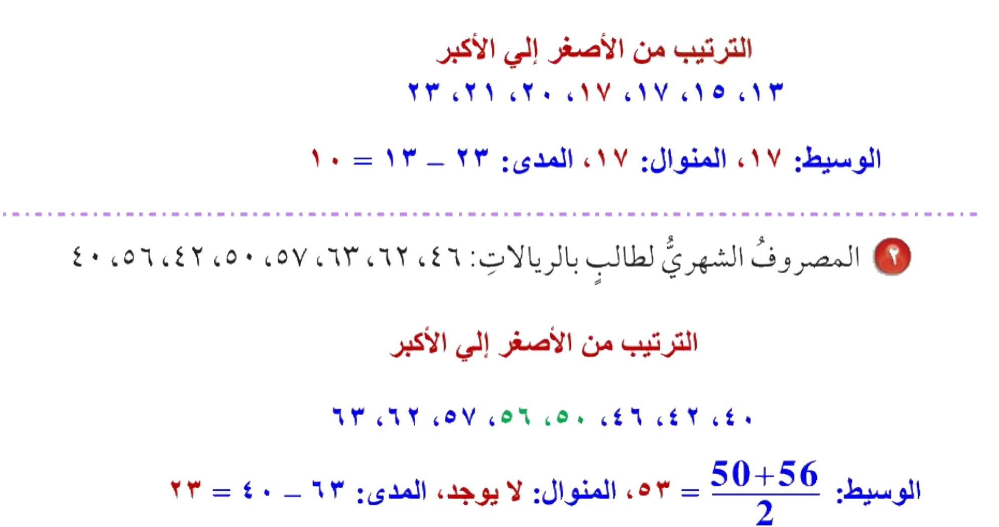 الترتيب من الأصغر إلي الأكبر
١٣، ١٥، ١٧، ١٧، ٢٠، ٢١، ٢٣
الوسيط: ١٧، المنوال: ١٧، المدى: ٢٣ – ١٣ = ١٠
٢ المصروفُ الشهريُّ لطالبٍ بالريالاتِ: ٤٦، ٦٢، ٦٣، ٥٧، ٥٠، ٤٢، ٥٦، ٤٠
الترتيب من الأصغر إلي الأكبر
٤٠، ٤٢، ٤٦، ٥٠، ٥٦، ٥٧، ٦٢، ٦٣
الوسيط: 50+56/2 = ٥٣، المنوال: لا يوجد، المدى: ٦٣ – ٤٠ = ٢٣